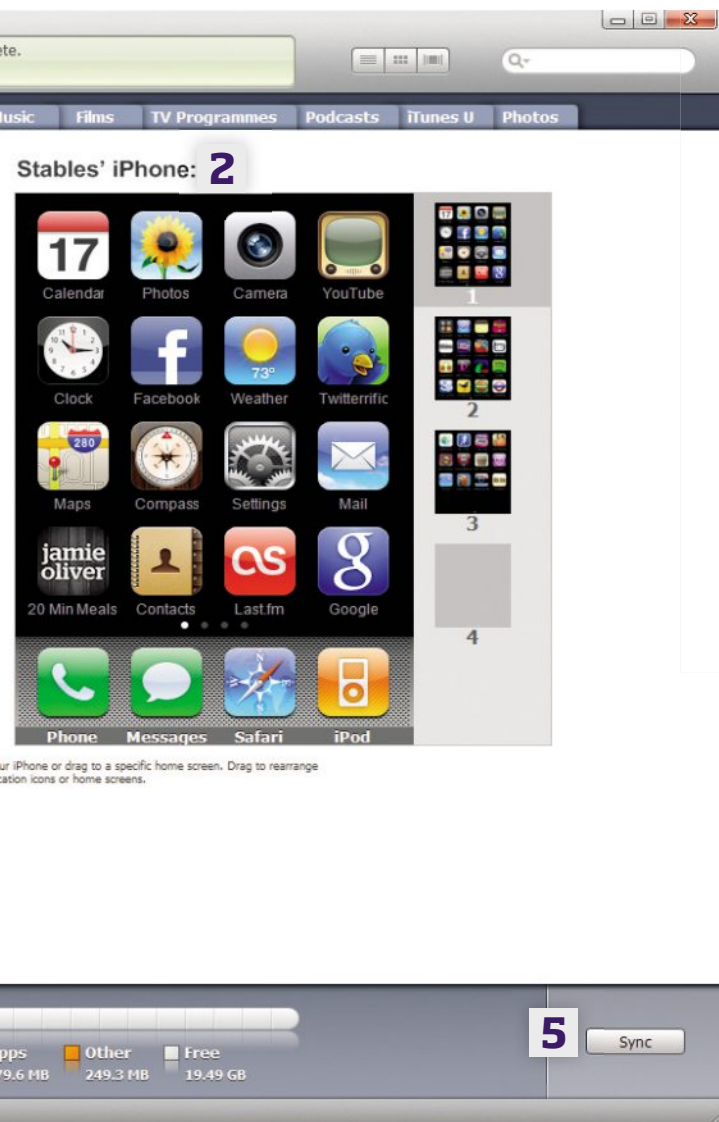 ete.
Music Films TV Programmes Podcasts iTunes U Photos
Stables' iPhone: 2
17
Calendar Photos Camera YouTube
1
73°
Clock Facebook Weather Twitterrific
2
280
Maps Compass Settings Mail
3
jamie
oliver
20 Min Meals Contacts Last.fm Google
4
Phone Messages Safari iPod
ur iPhone or drag to a specific home screen. Drag to rearrange
cation icons or home screens.
5 Sync
pps Other Free
79.6 MB 249.3 MB 19.49 GB